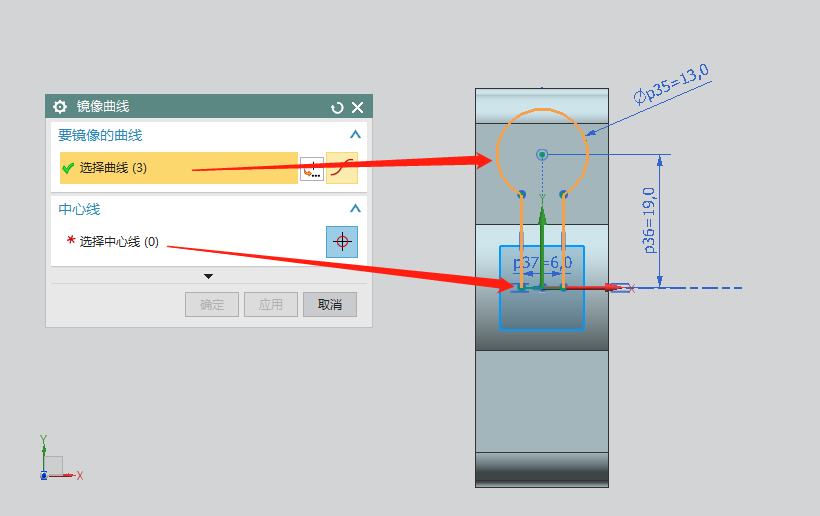 镜像曲线
要镜像的曲线
选择曲线 (3)
中心线
* 选择中心线 (0)
确定
应用
取消
∅p35=13,0
p36=19,0
p37=6,0
Y
X
Y
X